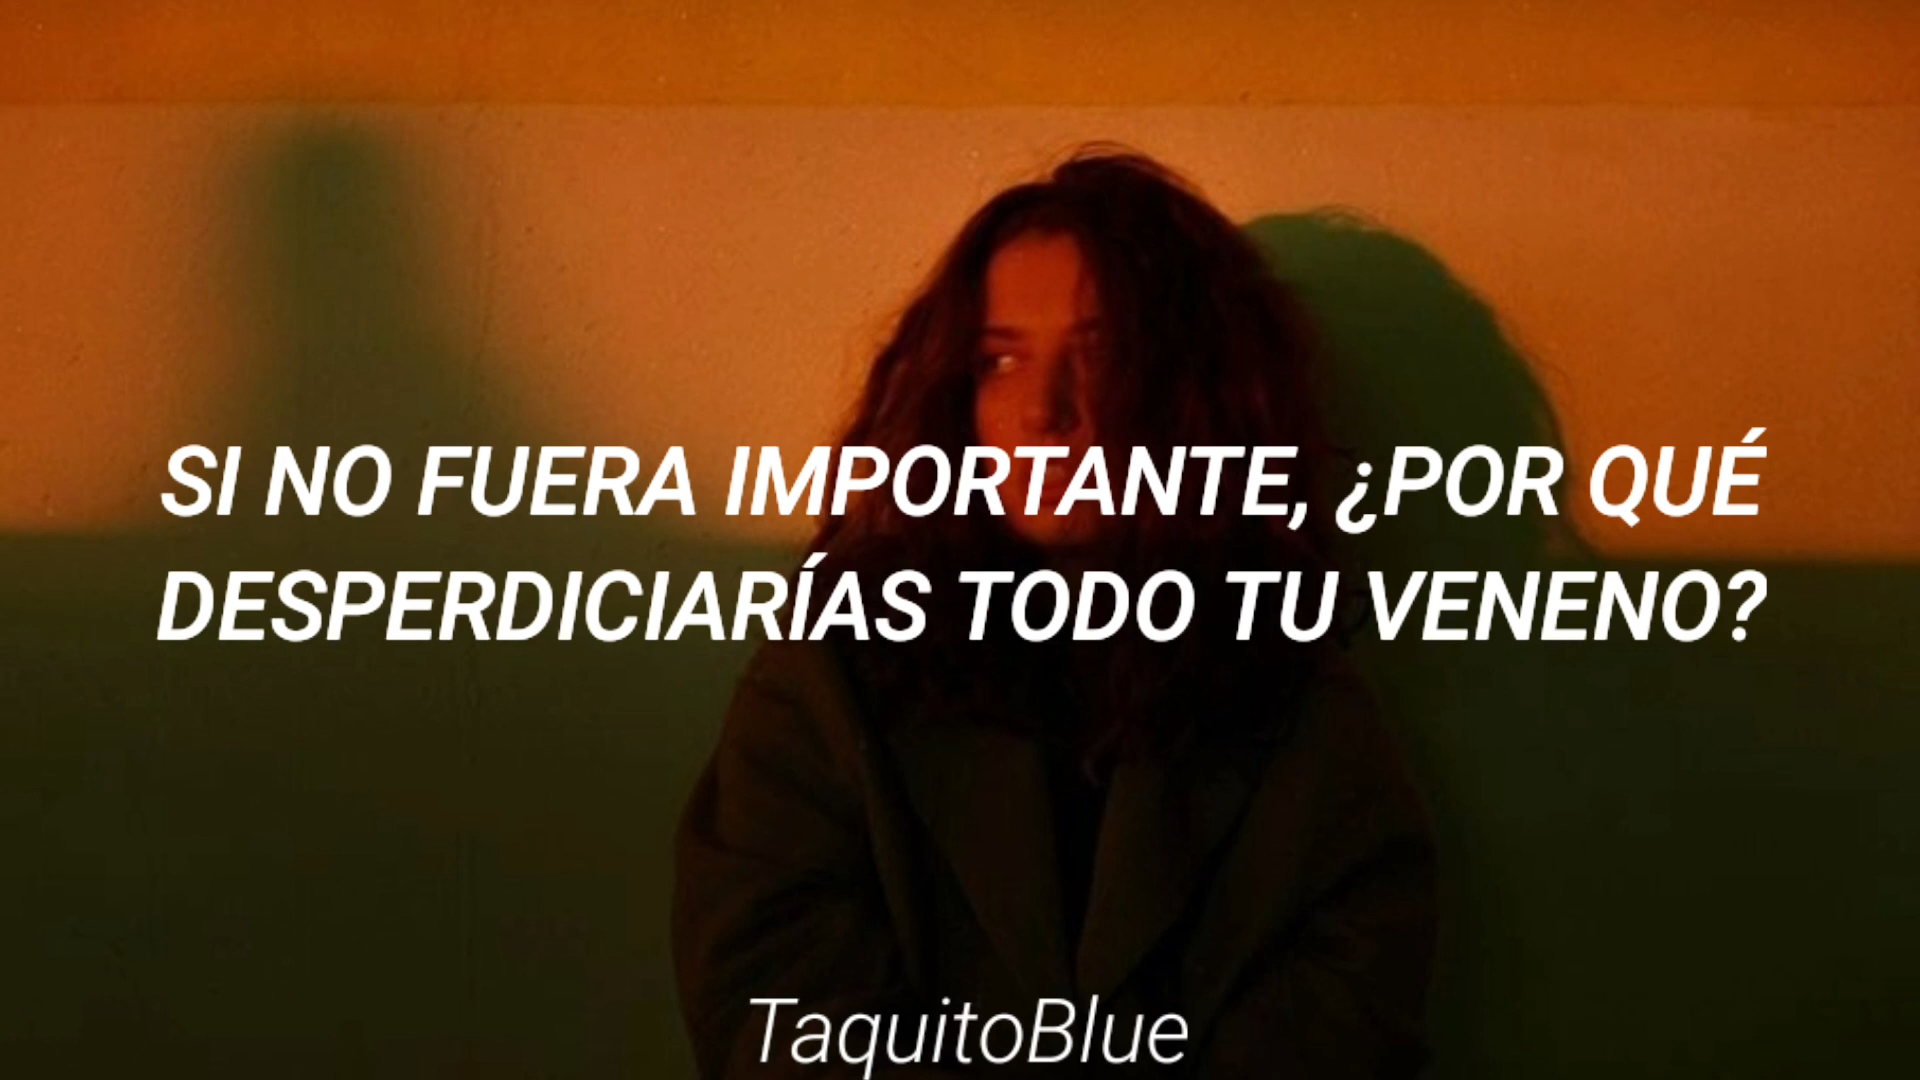 SI NO FUERA IMPORTANTE, ¿POR QUÉ
DESPERDICIARÍAS TODO TU VENENO?
TaquitoBlue